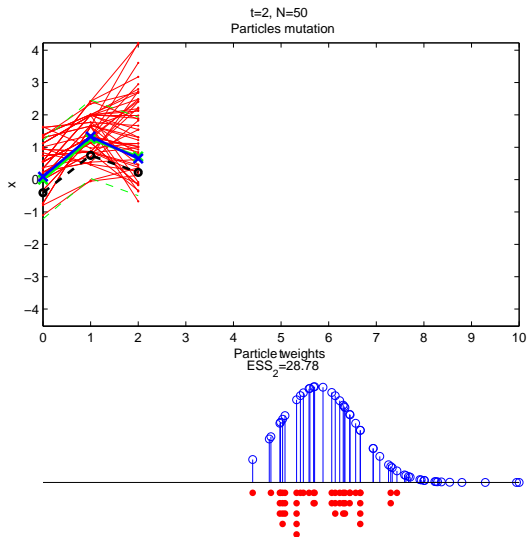 t=2, N=50
Particles mutation
4
3
2
1
0
−1
−2
−3
−4
x
0 1 2 3 4 5 6 7 8 9 10
t
Particle weights
ESS2=28.78